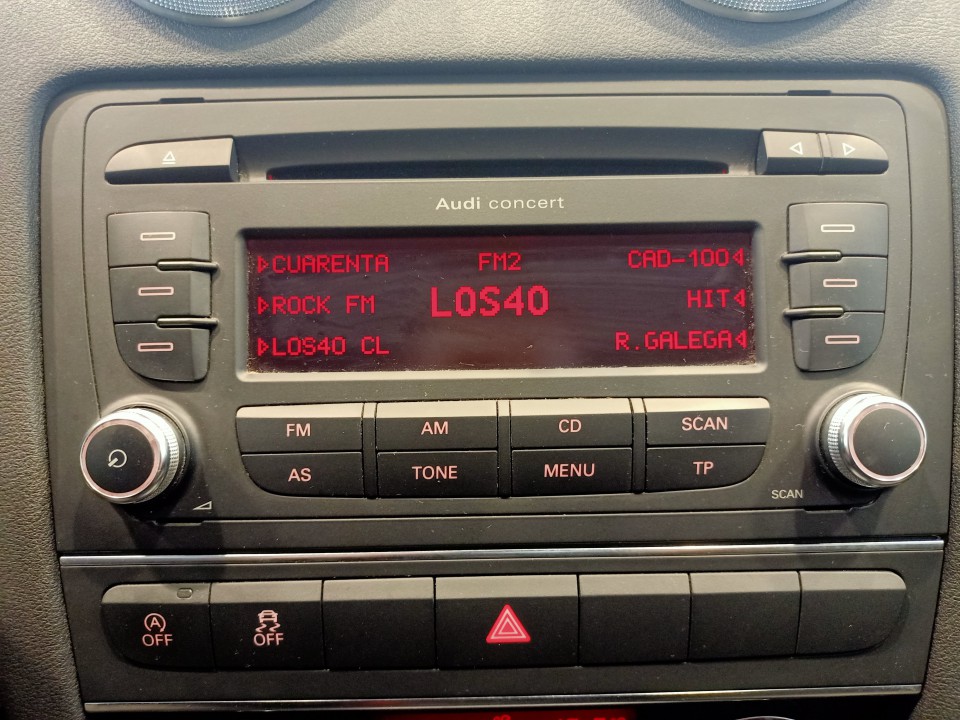 Audi concert
CUARENTA FM2 CAD-100
ROCK FM LOS40 HIT
LOS40 CL R.GALEGA
FM AM CD SCAN
AS TONE MENU TP
SCAN
A
OFF OFF